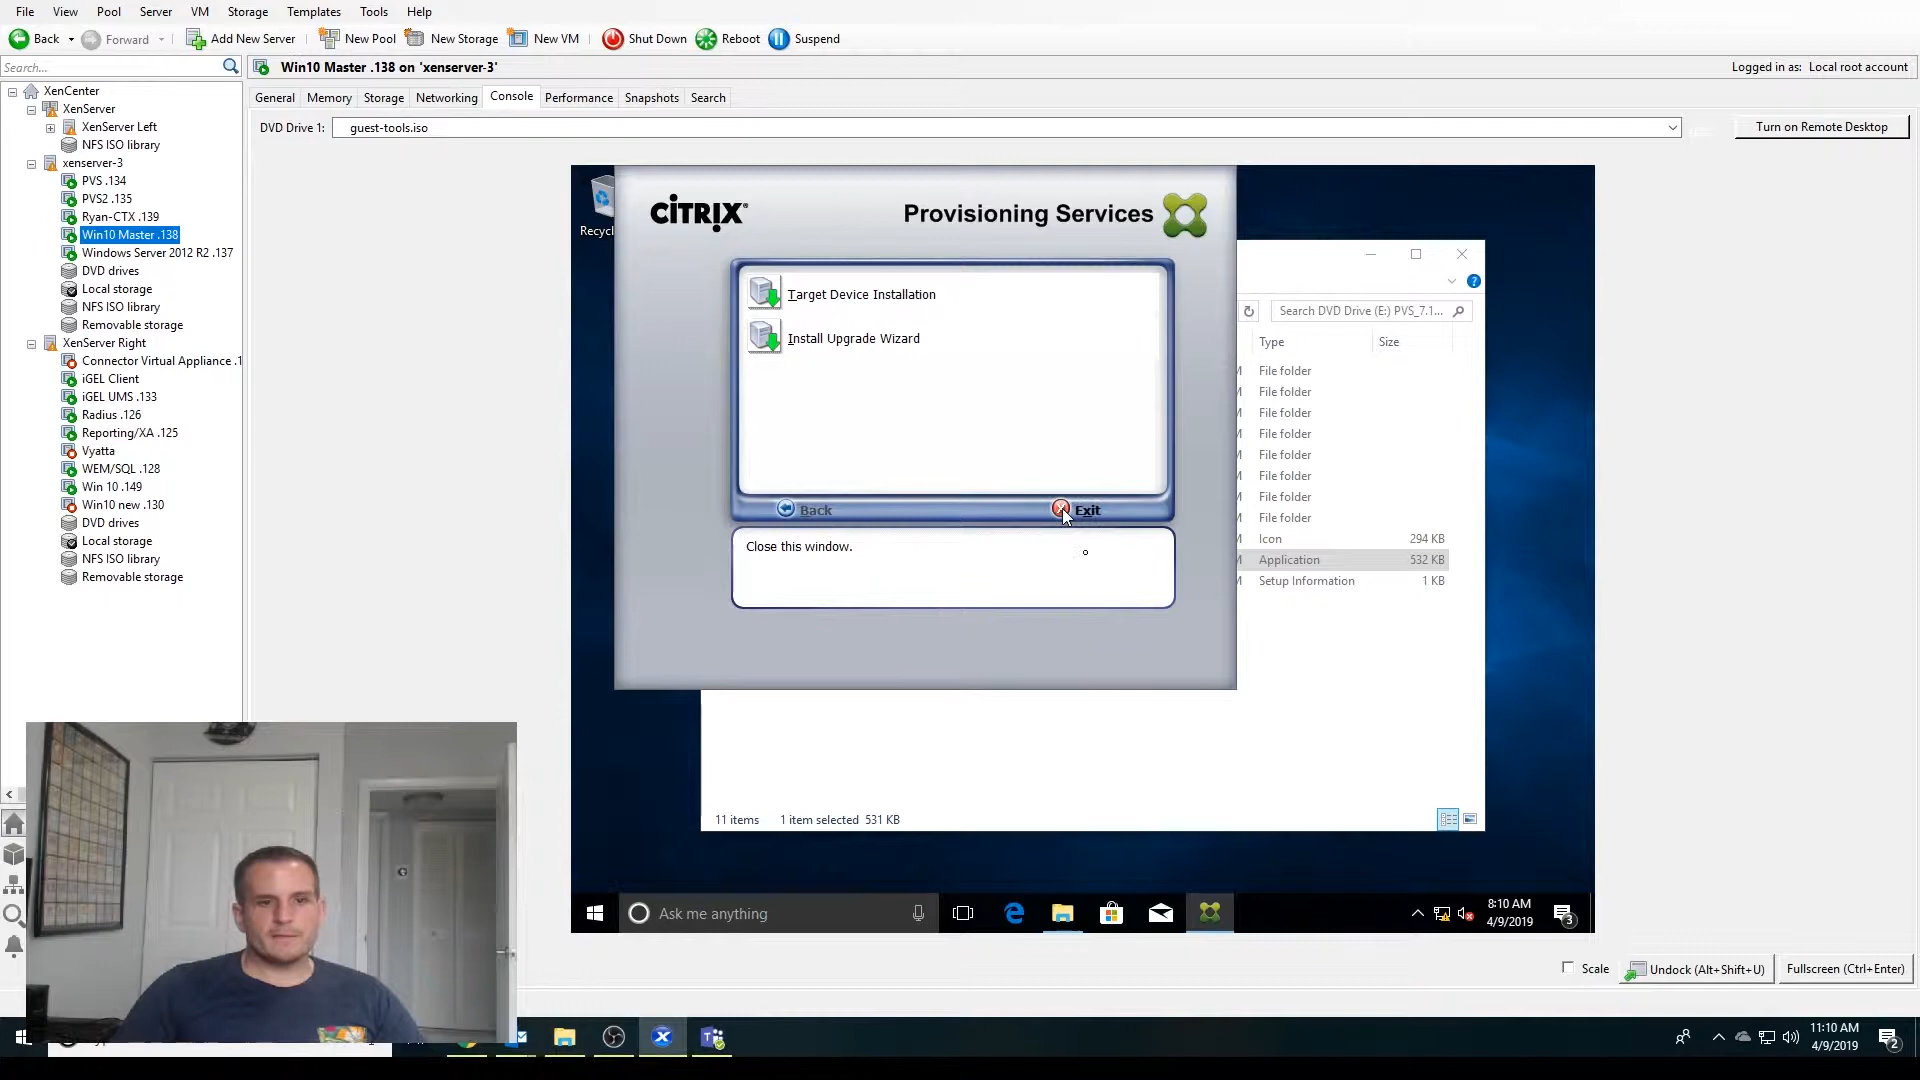 File View Pool Server VM Storage Templates Tools Help
Back Forward Add New Server New Pool New Storage New VM Shut Down Reboot Suspend
Search...
Win10 Master .138 on 'xenserver-3'
Logged in as: Local root account
XenCenter
XenServer
XenServer Left
NFS ISO library
xenserver-3
PVS .134
PVS2 .135
Ryan-CTX .139
Win10 Master .138
Windows Server 2012 R2 .137
DVD drives
Local storage
NFS ISO library
Removable storage
XenServer Right
Connector Virtual Appliance .1
iGEL Client
iGEL UMS .133
Radius .126
Reporting/XA .125
Vyatta
WEM/SQL .128
Win 10 .149
Win10 new .130
DVD drives
Local storage
NFS ISO library
Removable storage
General Memory Storage Networking Console Performance Snapshots Search
DVD Drive 1: guest-tools.iso
Turn on Remote Desktop
Recycl
CITRIX®
Provisioning Services
Target Device Installation
Install Upgrade Wizard
Back Exit
Close this window.
Search DVD Drive (E:) PVS_7.1...
Type Size
M File folder
M File folder
M File folder
M File folder
M File folder
M File folder
M File folder
M File folder
M Icon 294 KB
M Application 532 KB
M Setup Information 1 KB
11 items 1 item selected 531 KB
Ask me anything
8:10 AM
4/9/2019
3
Scale
Undock (Alt+Shift+U)
Fullscreen (Ctrl+Enter)
11:10 AM
4/9/2019
2